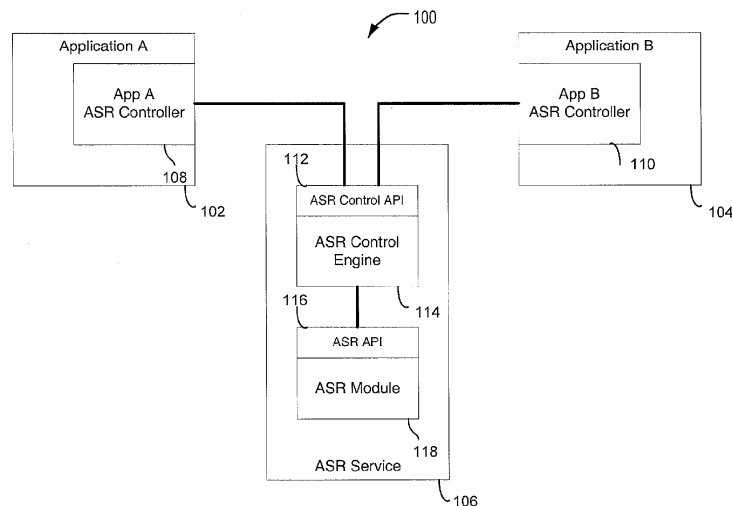 100
Application A
App A
ASR Controller
108
102
Application B
App B
ASR Controller
110
104
112
ASR Control API
ASR Control
Engine
114
116
ASR API
ASR Module
118
ASR Service
106